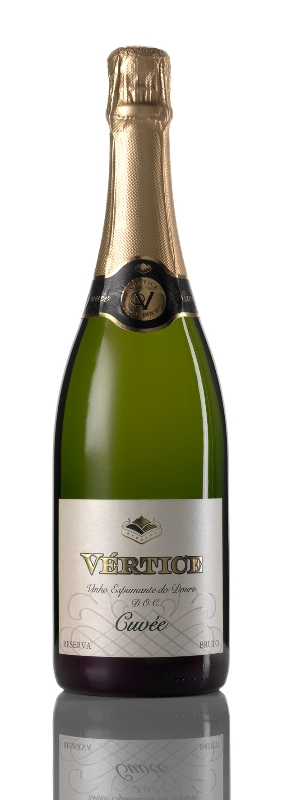 V
VÉRTICE
Vinho Espumante do Douro
D.O.C.
Cuvée
RESERVA BRUTO